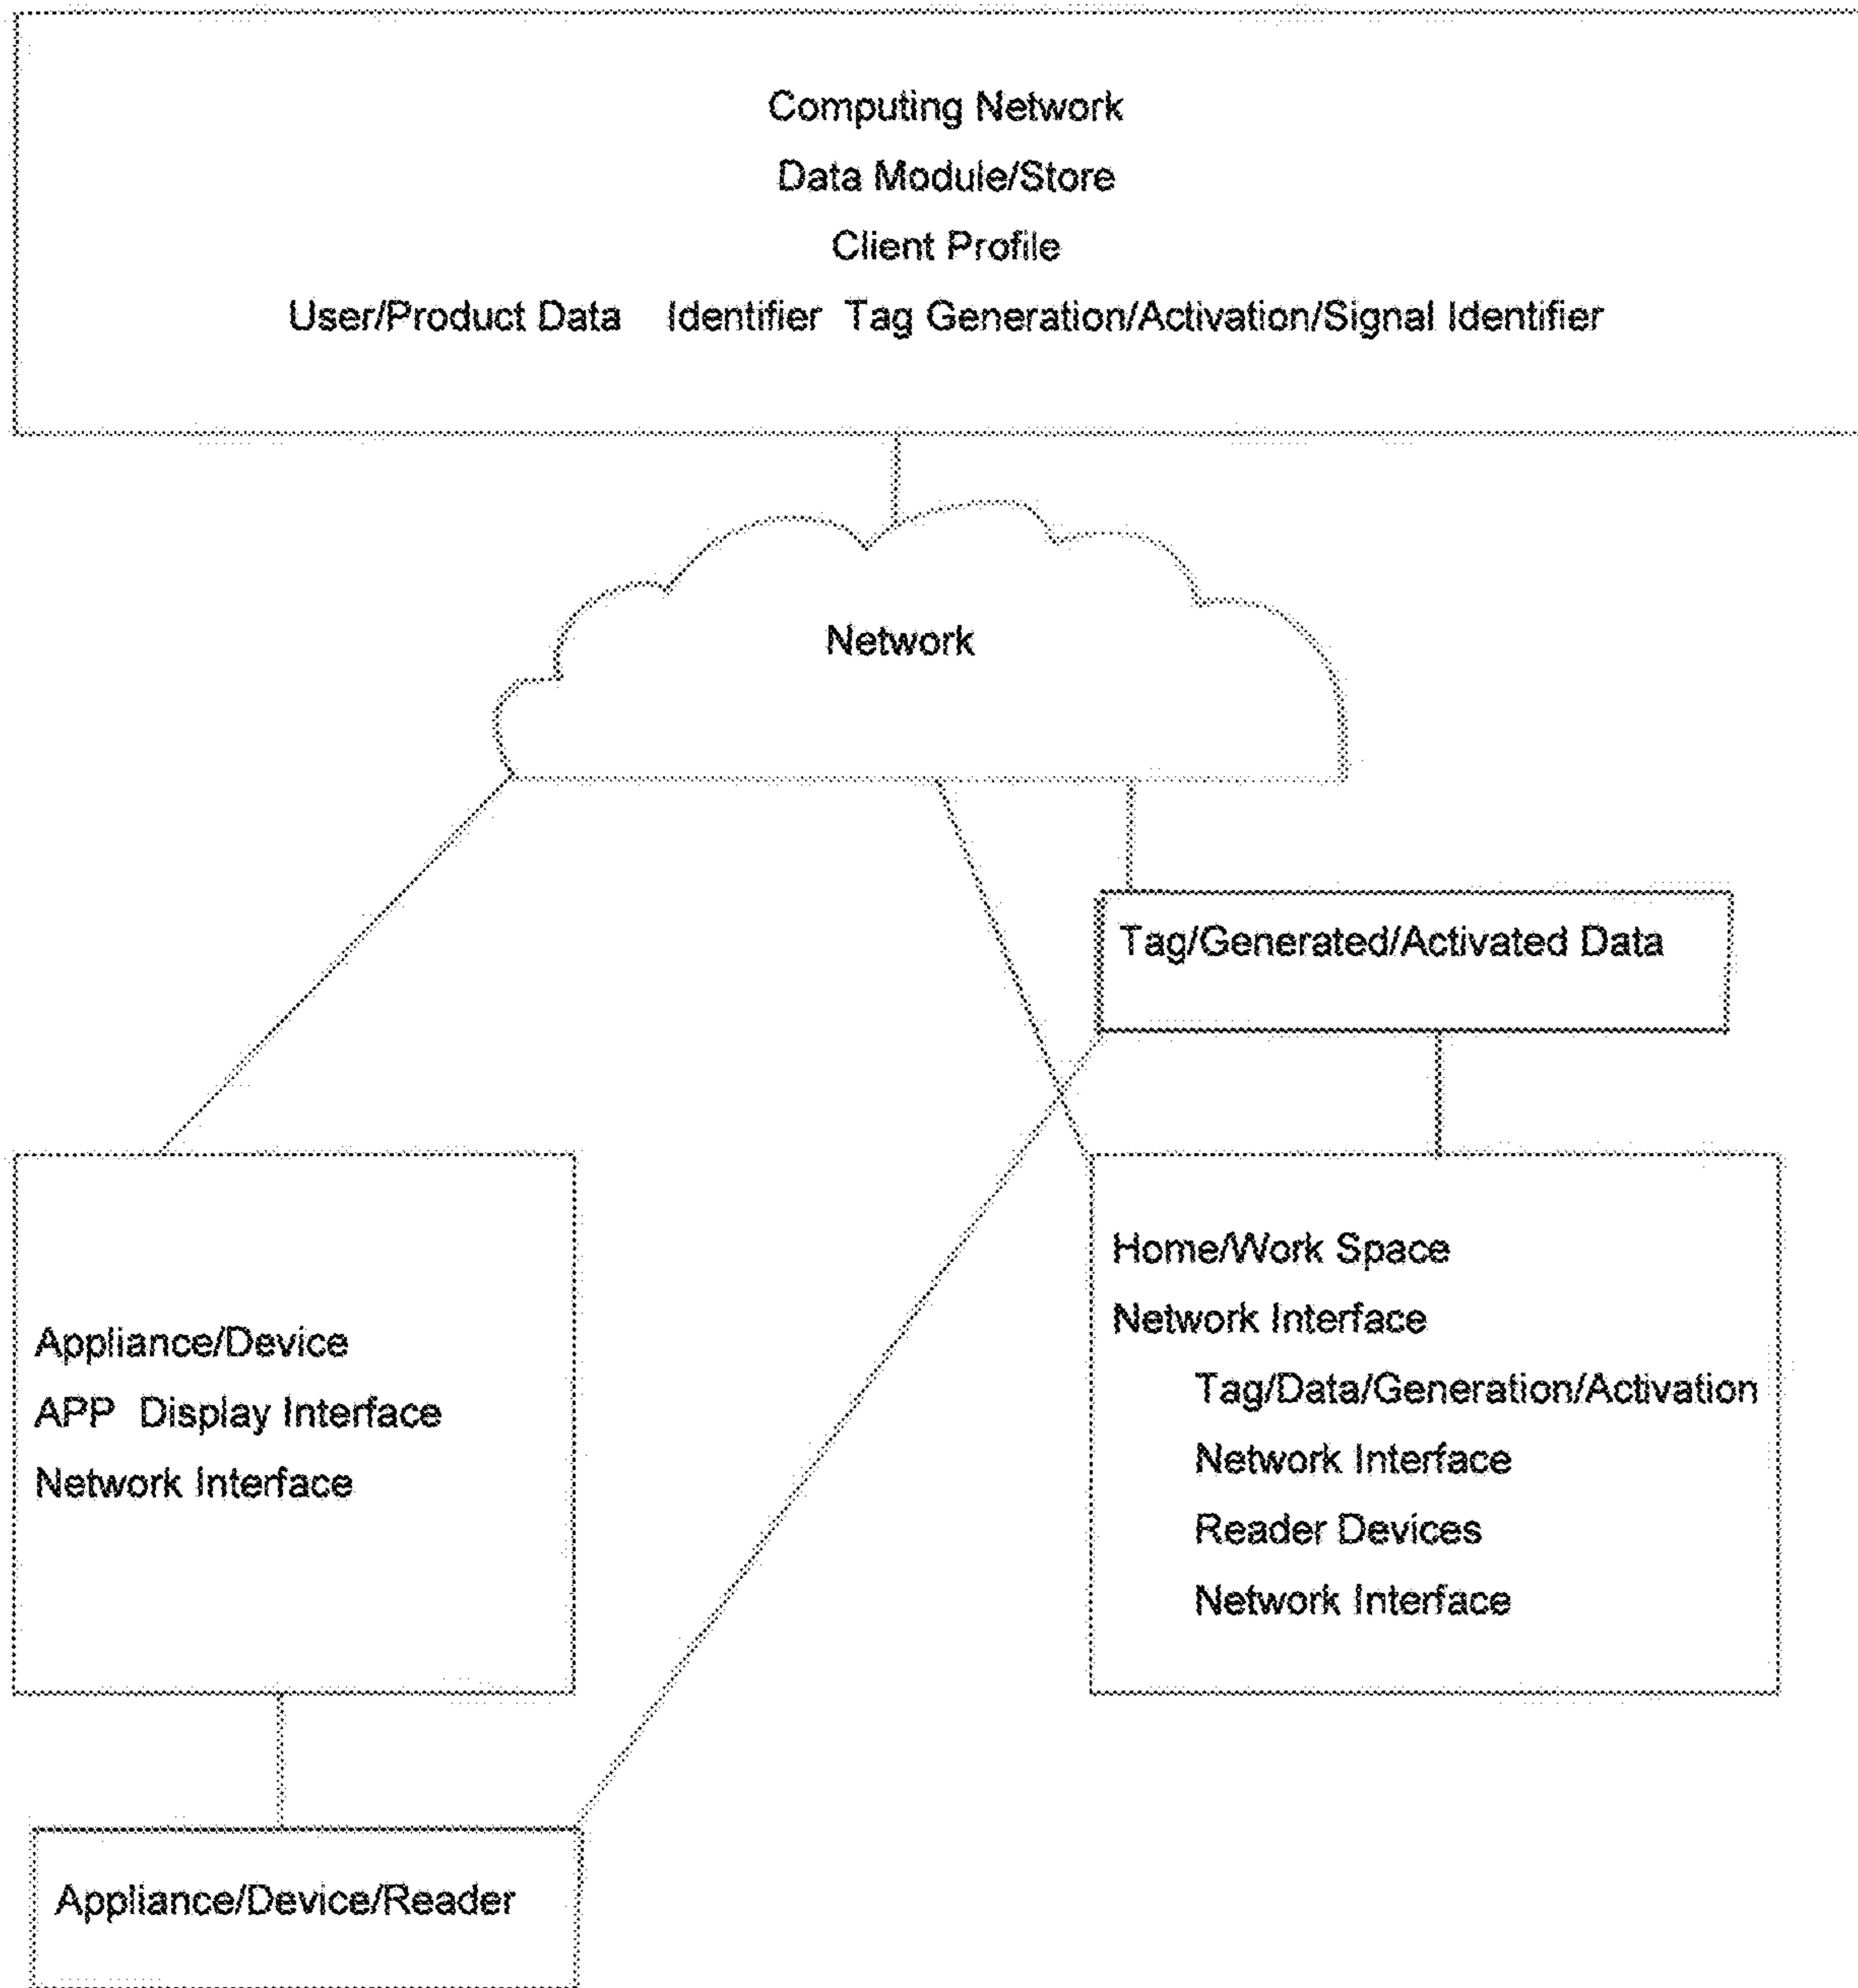 Computing Network
Data Module/Store
Client Profile
User/Product Data Identifier Tag Generation/Activation/Signal Identifier
Network
Tag/Generated/Activated Data
Home/Work Space
Network Interface
Tag/Data/Generation/Activation
Network Interface
Reader Devices
Network Interface
Appliance/Device
APP Display Interface
Network Interface
Appliance/Device/Reader